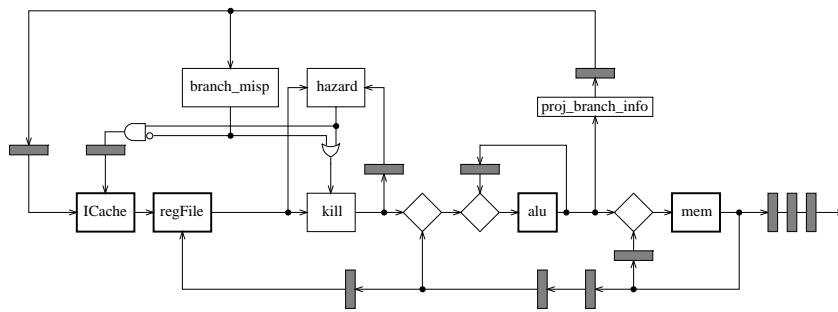 branch_misp
hazard
proj_branch_info
ICache
regFile
kill
alu
mem